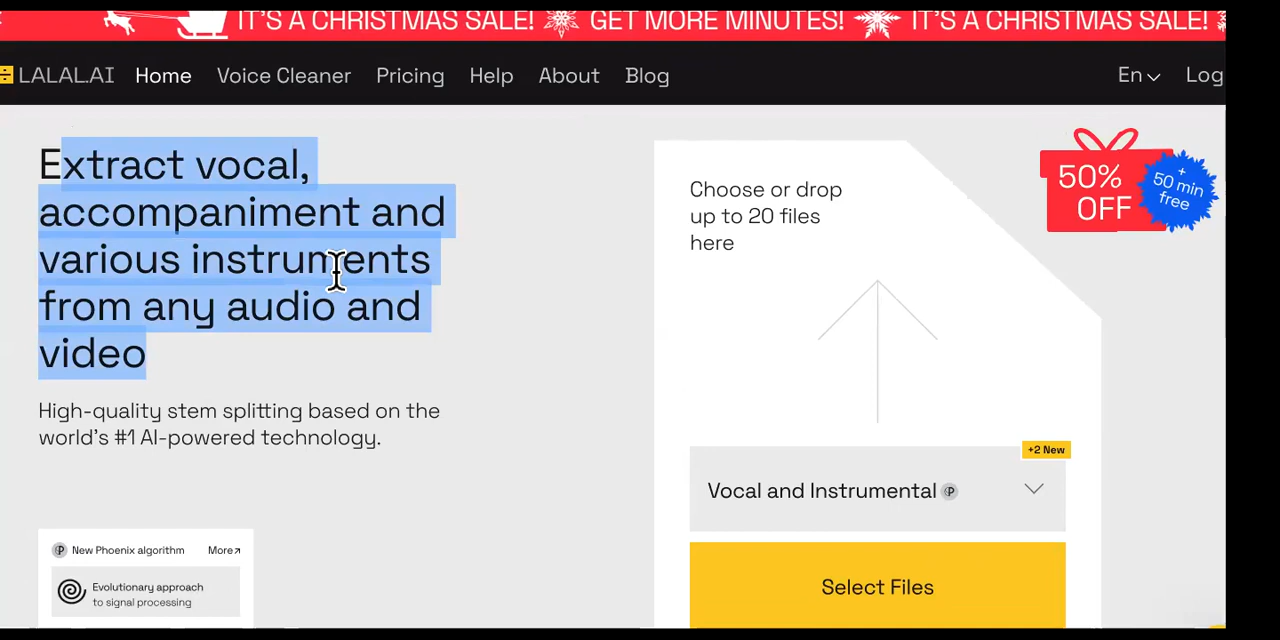 IT'S A CHRISTMAS SALE! GET MORE MINUTES! IT'S A CHRISTMAS SALE!
LALAL.AI Home Voice Cleaner Pricing Help About Blog En Log
Extract vocal,
accompaniment and
various instruments
from any audio and
video
High-quality stem splitting based on the
world's #1 AI-powered technology.
New Phoenix algorithm More↗
Evolutionary approach
to signal processing
Choose or drop
up to 20 files
here
+2 New
Vocal and Instrumental
Select Files
50%
OFF
+
50 min
free